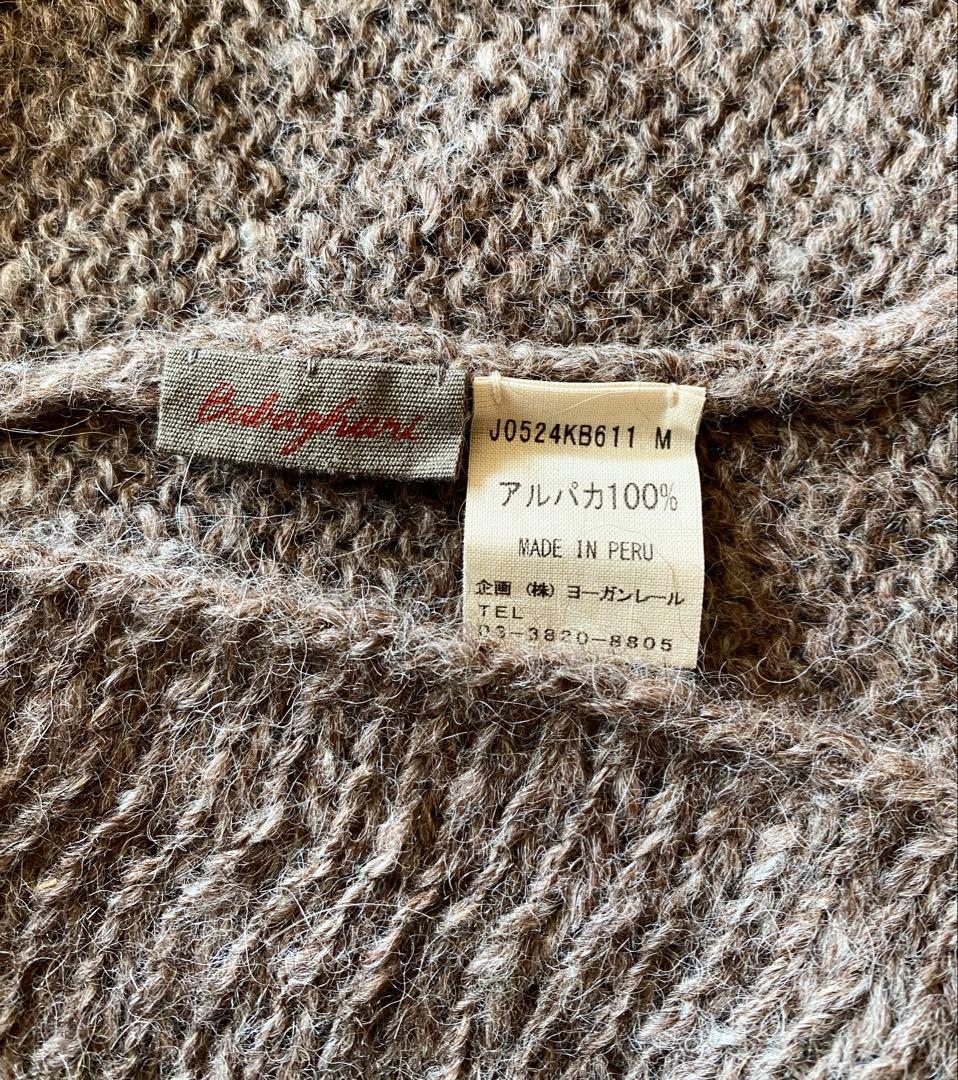 Babaghuri
J0524KB611 M
アルパカ100%
MADE IN PERU
企画 (株) ヨーガンレール
TEL
03-3820-8805